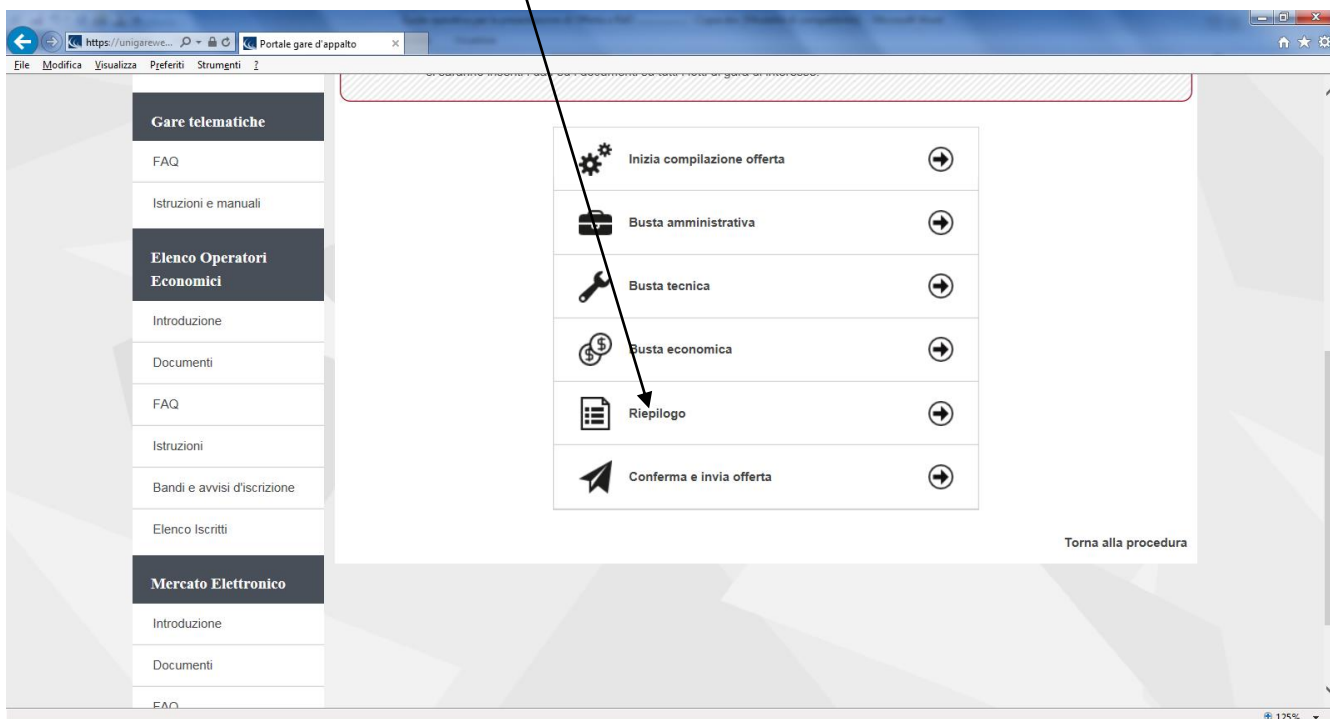 https://unigarewe...
Portale gare d'appalto
File Modifica Visualizza Preferiti Strumenti ?
Gare telematiche
FAQ
Istruzioni e manuali
Elenco Operatori
Economici
Introduzione
Documenti
FAQ
Istruzioni
Bandi e avvisi d'iscrizione
Elenco Iscritti
Mercato Elettronico
Introduzione
Documenti
FAQ
Inizia compilazione offerta
Busta amministrativa
Busta tecnica
Busta economica
Riepilogo
Conferma e invia offerta
Torna alla procedura
125%